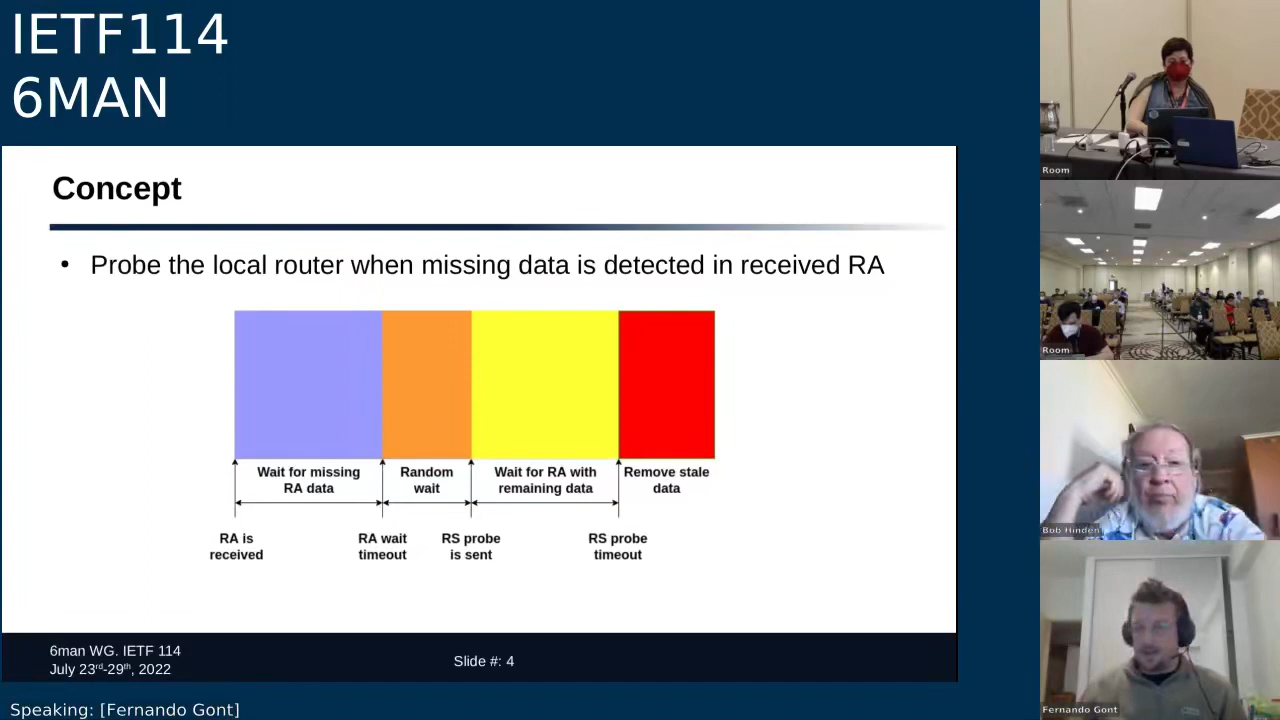 IETF114
6MAN
Concept
• Probe the local router when missing data is detected in received RA
Wait for missing
RA data
Random
wait
Wait for RA with
remaining data
Remove stale
data
RA is
received
RA wait
timeout
RS probe
is sent
RS probe
timeout
6man WG. IETF 114
July 23rd-29th, 2022
Slide #: 4
Speaking: [Fernando Gont]
Room
Room
Bob Hinden
Fernando Gont